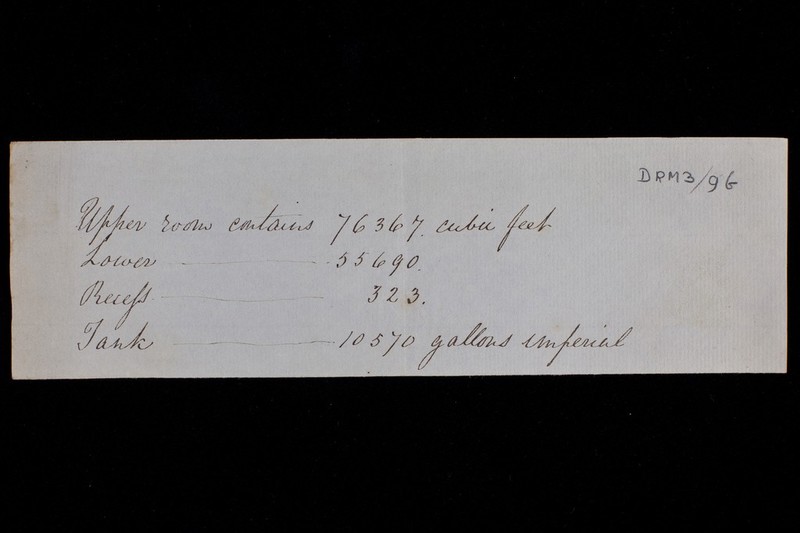 DRM3/96
Upper room contains 76367. cubic feet
Lower 55690.
Recess 323.
Tank 10570 gallons imperial